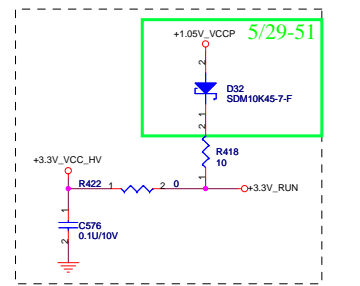 5/29-51
+1.05V_VCCP
2
D32
SDM10K45-7-F
1
2
R418
10
1
+3.3V_VCC_HV
R422 1 2 0
+3.3V_RUN
1
C576
0.1U/10V
2